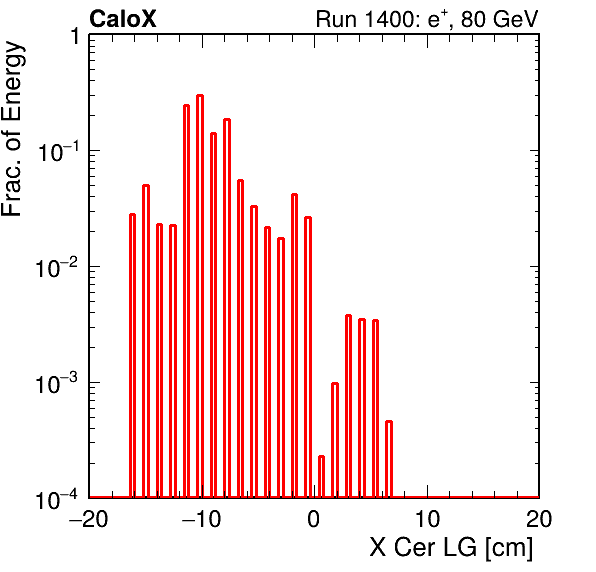 CaloX Run 1400: e⁺, 80 GeV
Frac. of Energy
1
10⁻¹
10⁻²
10⁻³
10⁻⁴
−20 −10 0 10 20
X Cer LG [cm]